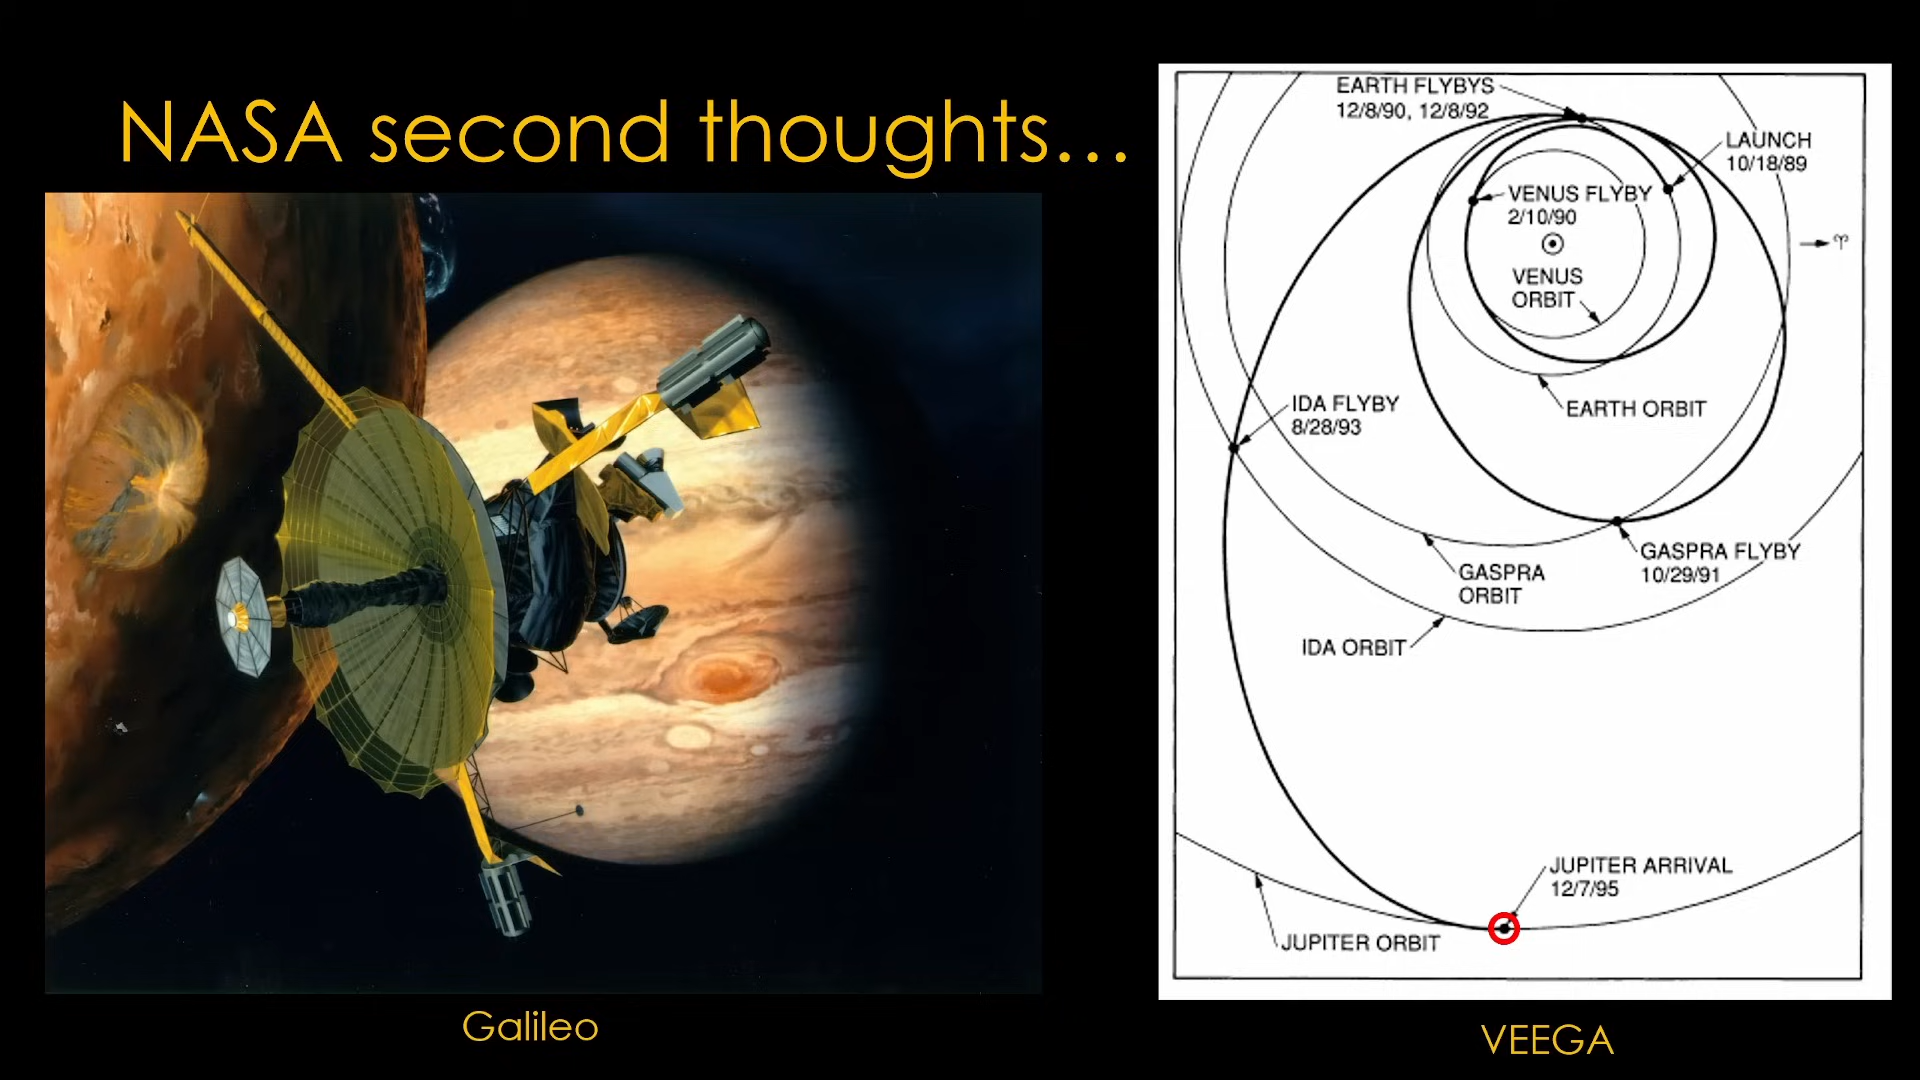 NASA second thoughts...
EARTH FLYBYS
12/8/90, 12/8/92
LAUNCH
10/18/89
VENUS FLYBY
2/10/90
VENUS
ORBIT
♈
IDA FLYBY
8/28/93
EARTH ORBIT
GASPRA FLYBY
10/29/91
GASPRA
ORBIT
IDA ORBIT
JUPITER ARRIVAL
12/7/95
JUPITER ORBIT
Galileo
VEEGA